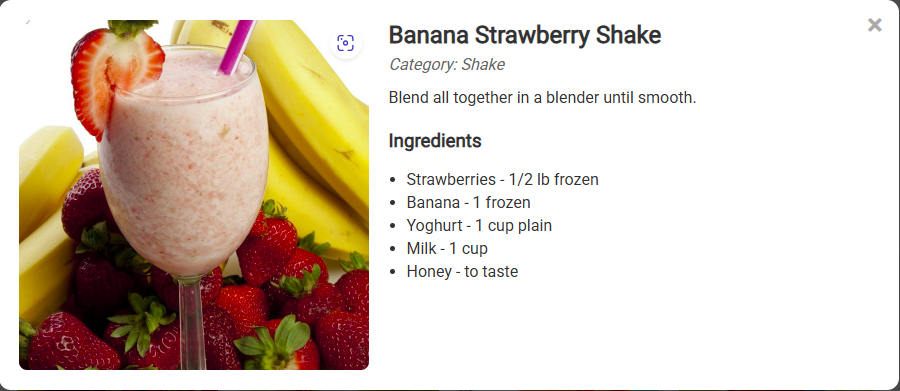 Banana Strawberry Shake
Category: Shake
Blend all together in a blender until smooth.
Ingredients
• Strawberries - 1/2 lb frozen
• Banana - 1 frozen
• Yoghurt - 1 cup plain
• Milk - 1 cup
• Honey - to taste